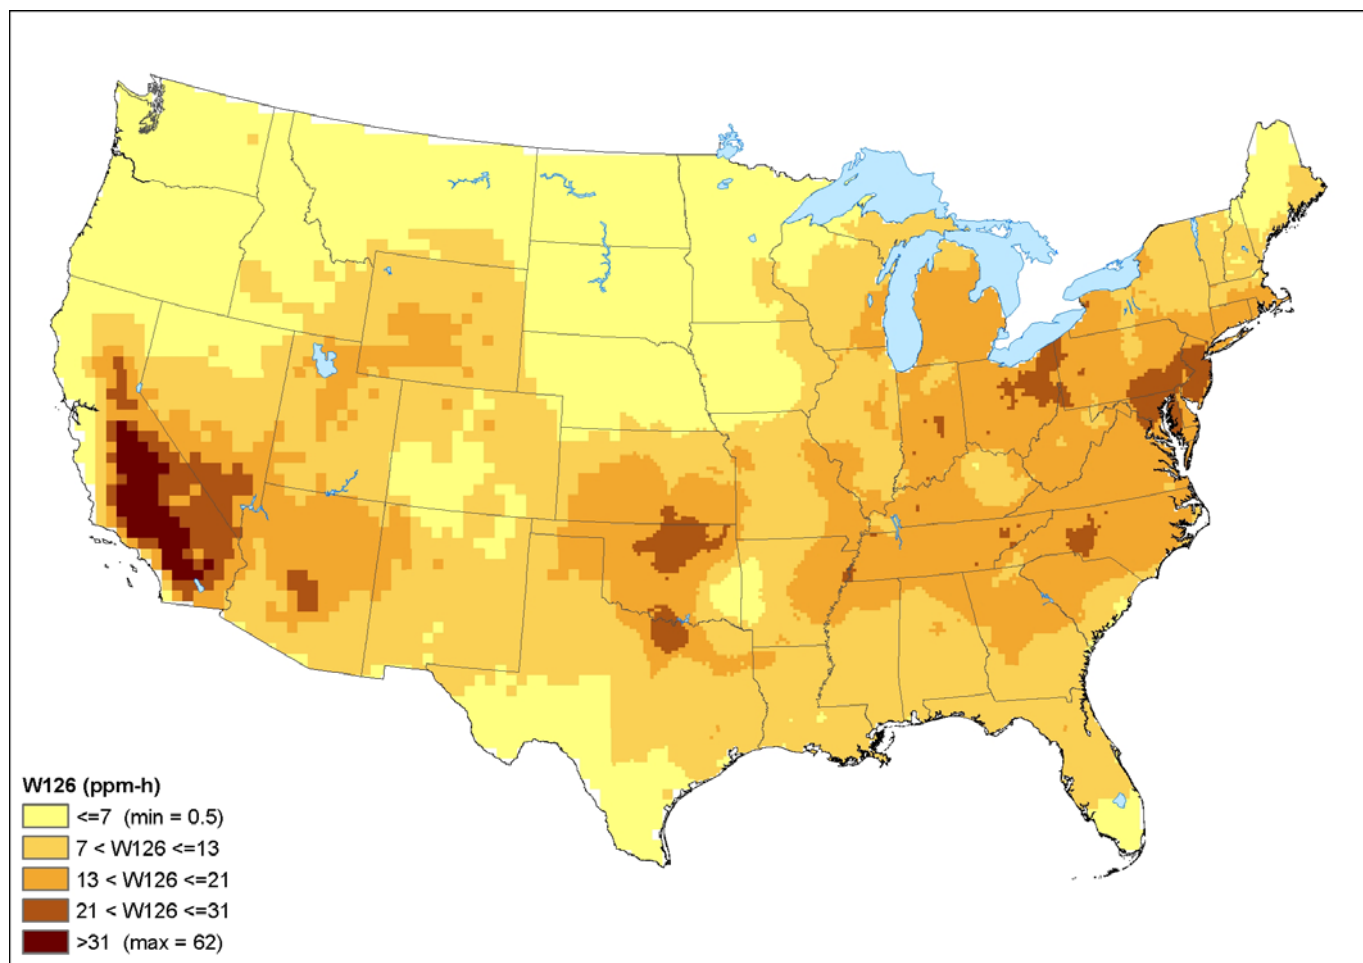 W126 (ppm-h)
<=7 (min = 0.5)
7 < W126 <=13
13 < W126 <=21
21 < W126 <=31
>31 (max = 62)